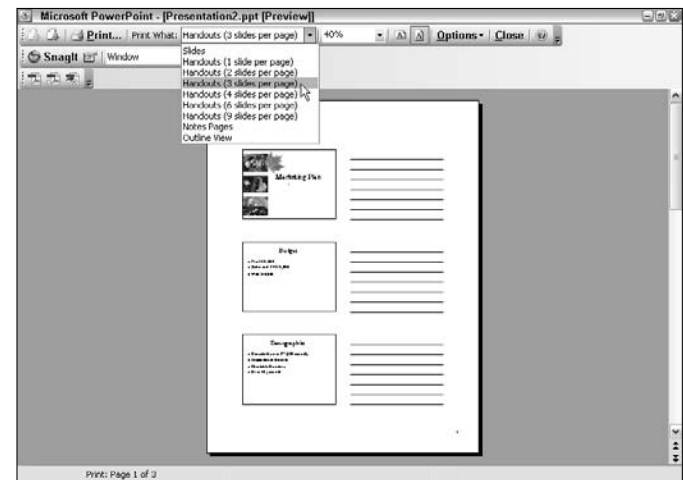 Microsoft PowerPoint - [Presentation2.ppt [Preview]]
Print... Print What: Handouts (3 slides per page) 40% Options Close
SnagIt Window
Slides
Handouts (1 slide per page)
Handouts (2 slides per page)
Handouts (3 slides per page)
Handouts (4 slides per page)
Handouts (6 slides per page)
Handouts (9 slides per page)
Notes Pages
Outline View
Marketing Plan
Budget
Demographics
Print: Page 1 of 3